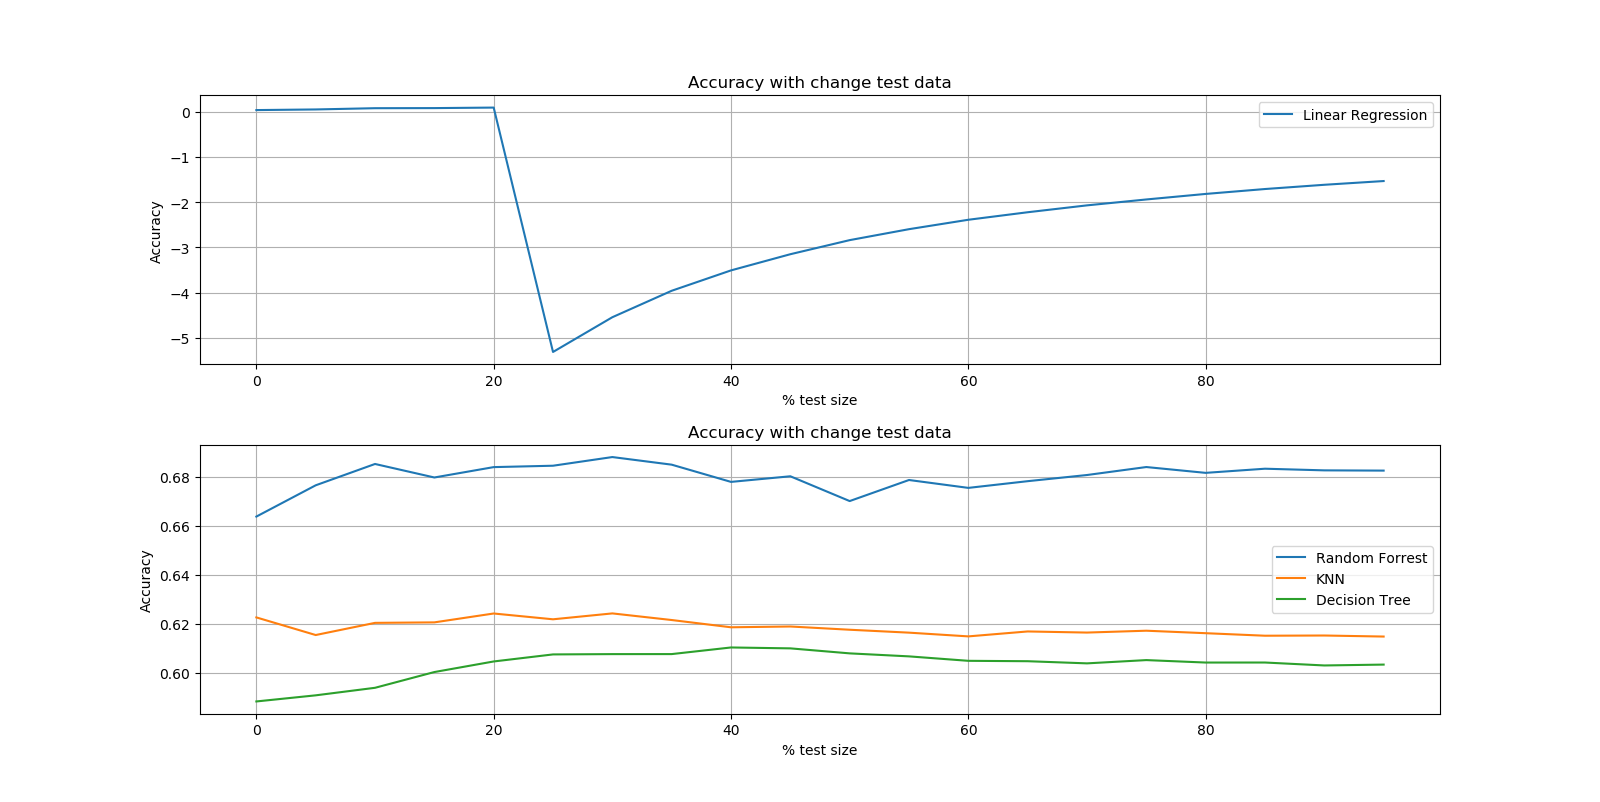 Accuracy with change test data
Accuracy
0
−1
−2
−3
−4
−5
Linear Regression
0 20 40 60 80
% test size
Accuracy with change test data
Accuracy
0.68
0.66
0.64
0.62
0.60
Random Forrest
KNN
Decision Tree
0 20 40 60 80
% test size